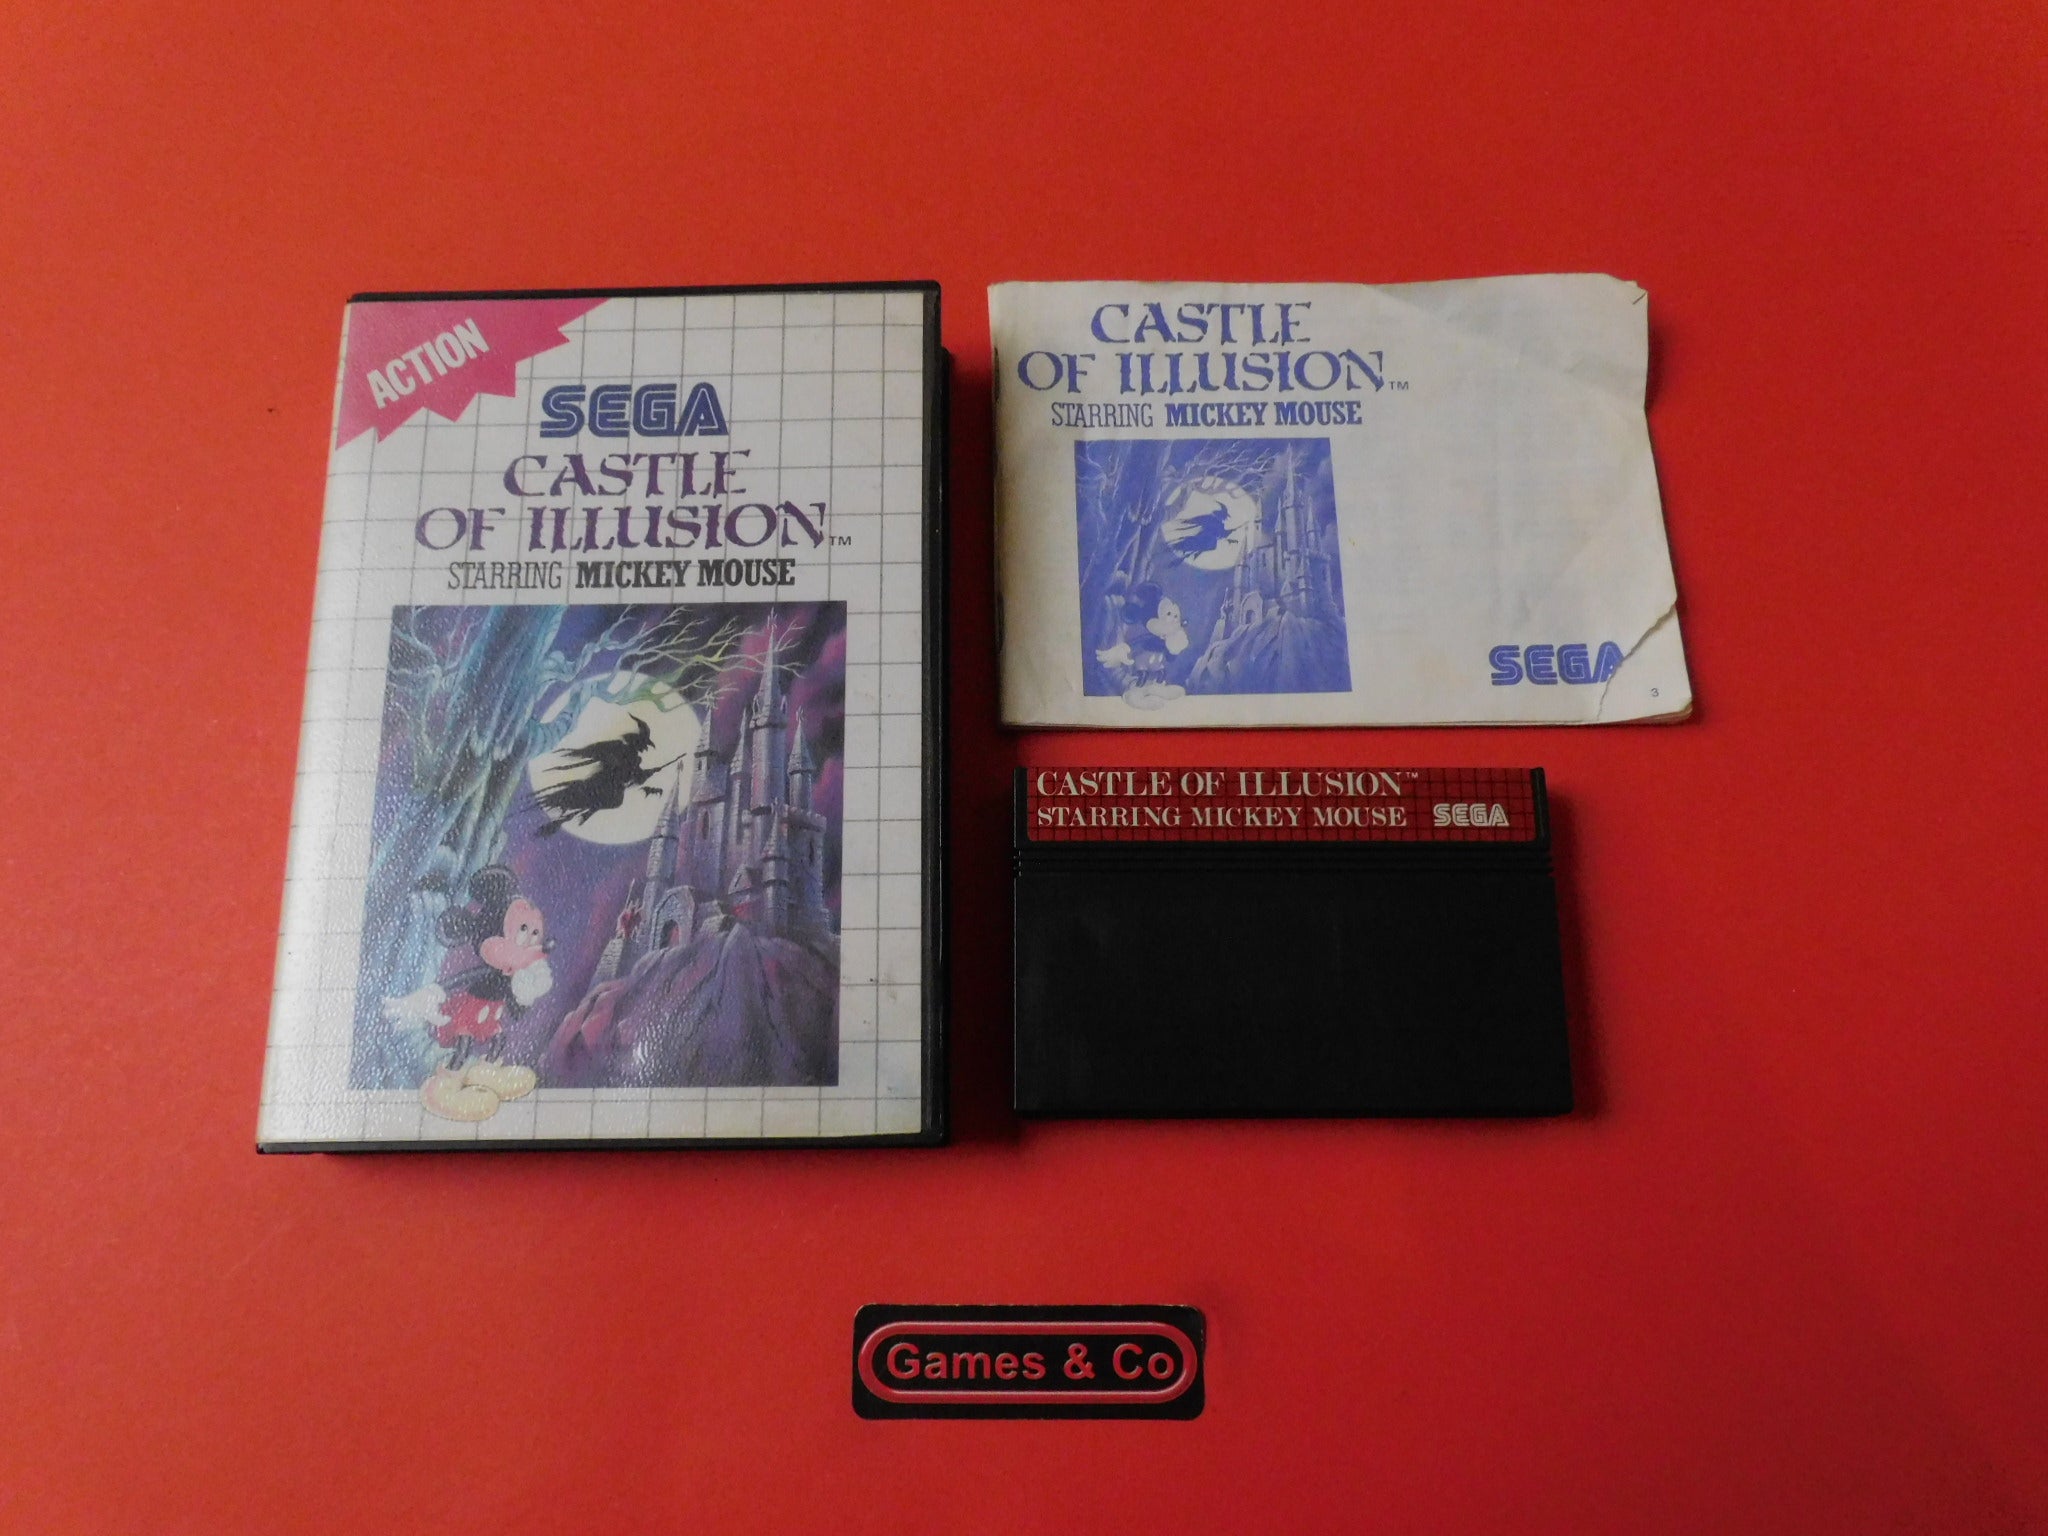 ACTION
SEGA
CASTLE
OF ILLUSION™
STARRING MICKEY MOUSE
CASTLE
OF ILLUSION™
STARRING MICKEY MOUSE
SEGA
3
CASTLE OF ILLUSION™
STARRING MICKEY MOUSE SEGA
Games & Co